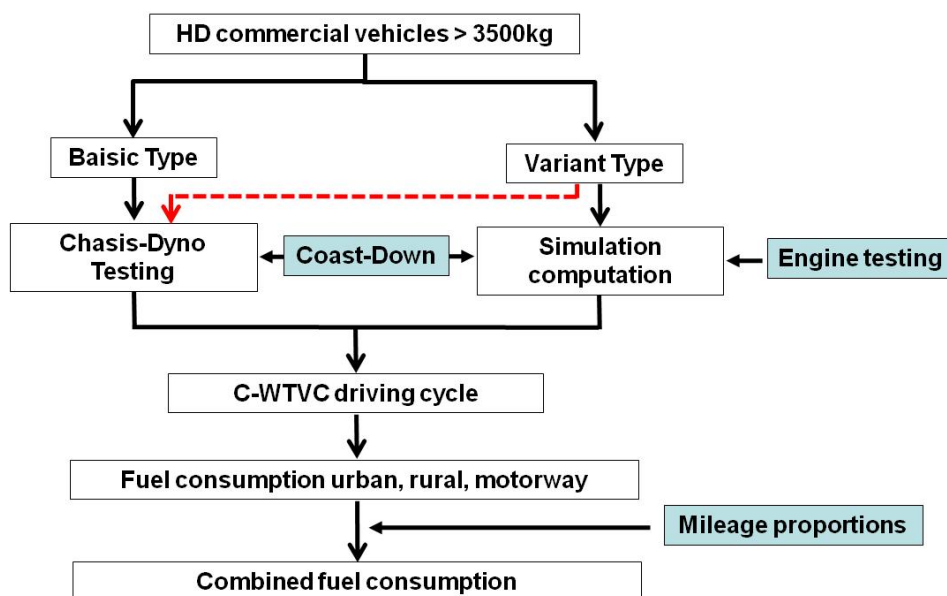 HD commercial vehicles > 3500kg
Baisic Type
Variant Type
Chasis-Dyno
Testing
Coast-Down
Simulation
computation
Engine testing
C-WTVC driving cycle
Fuel consumption urban, rural, motorway
Mileage proportions
Combined fuel consumption